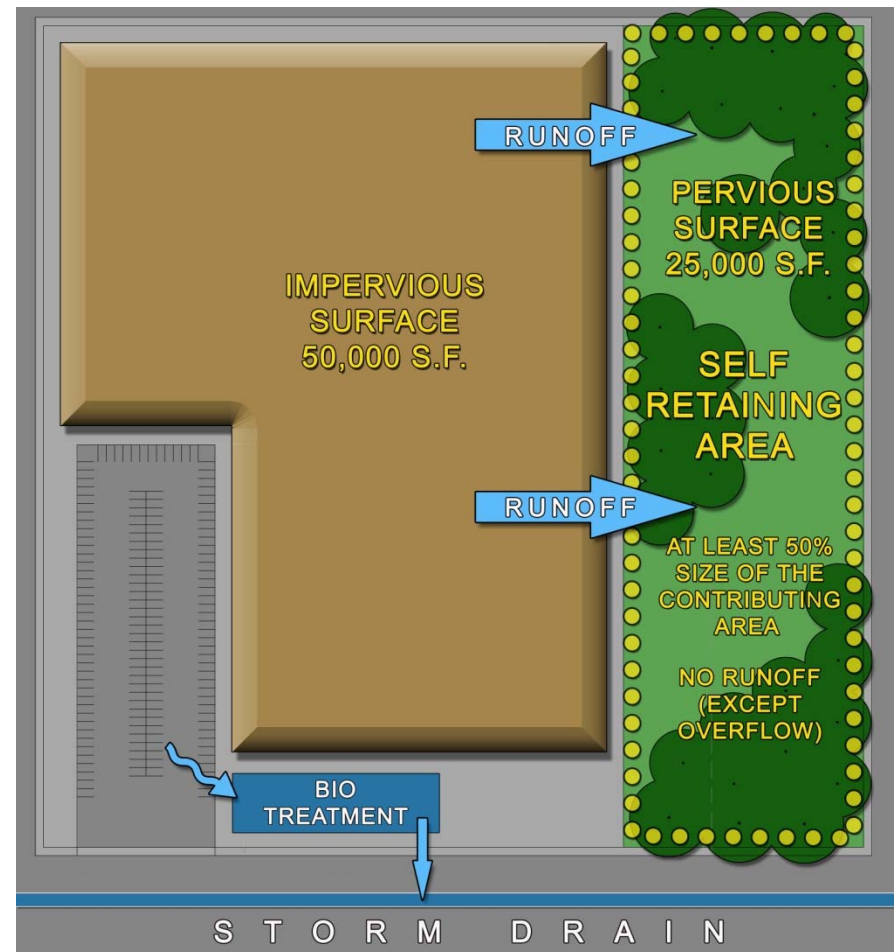 RUNOFF
PERVIOUS
SURFACE
25,000 S.F.
IMPERVIOUS
SURFACE
50,000 S.F.
SELF
RETAINING
AREA
RUNOFF
AT LEAST 50%
SIZE OF THE
CONTRIBUTING
AREA
NO RUNOFF
(EXCEPT
OVERFLOW)
BIO
TREATMENT
STORM DRAIN